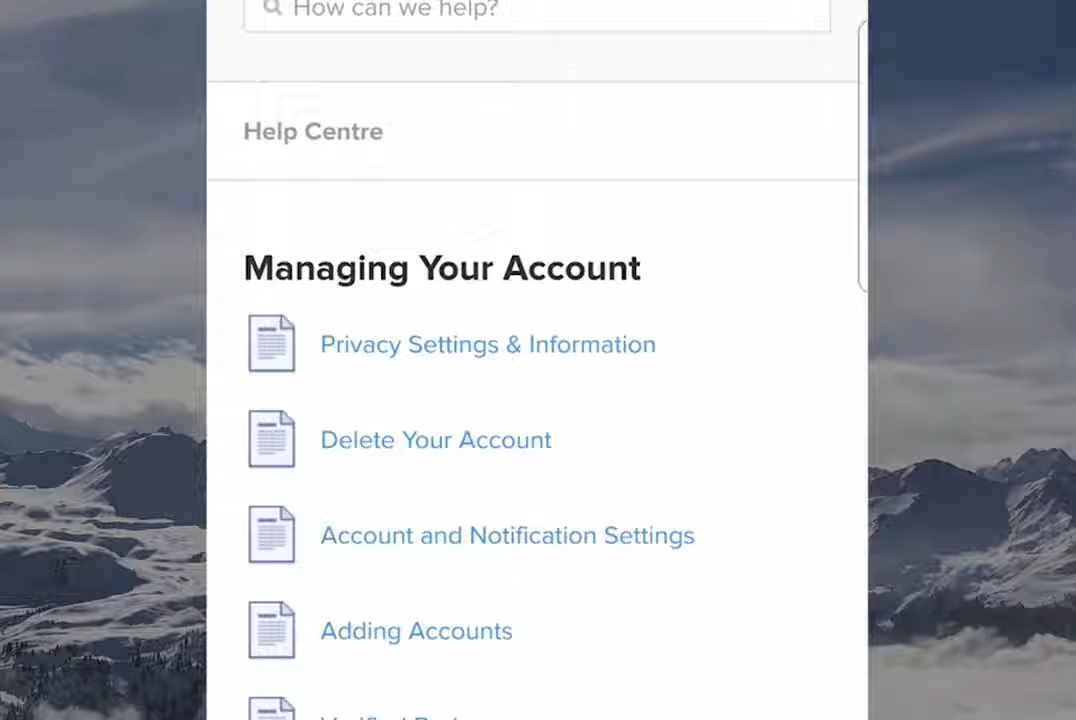 How can we help?
Help Centre
Managing Your Account
Privacy Settings & Information
Delete Your Account
Account and Notification Settings
Adding Accounts